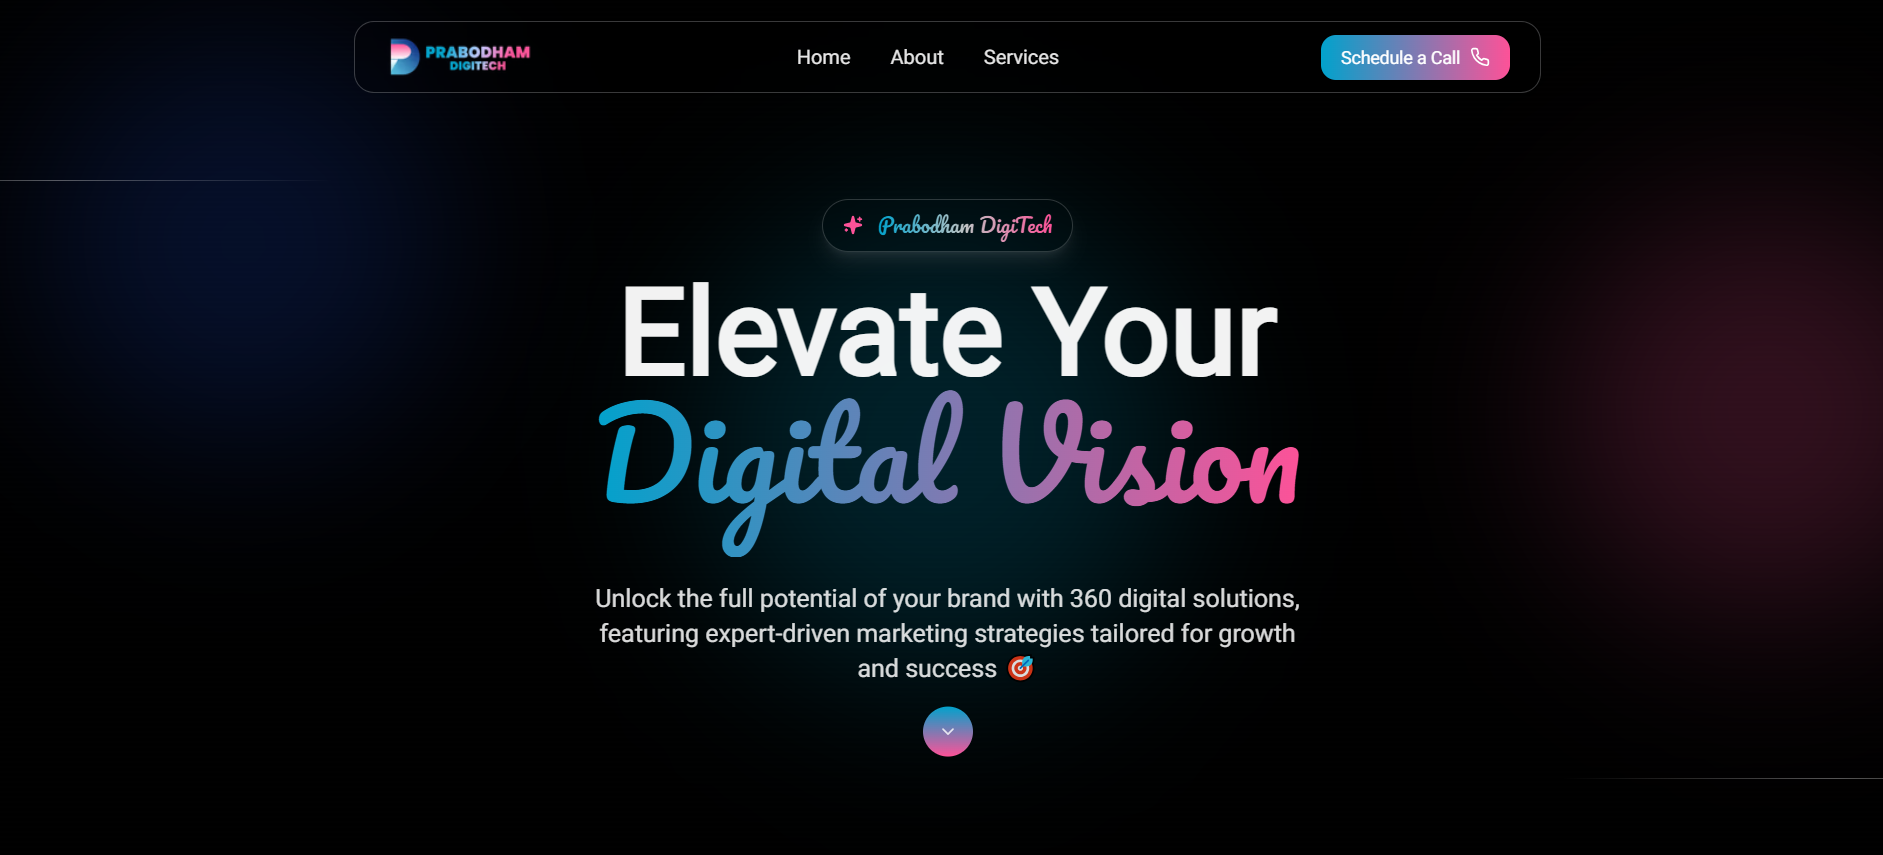 PRABODHAM
DIGITECH
Home About Services
Schedule a Call
Prabodham DigiTech
Elevate Your
Digital Vision
Unlock the full potential of your brand with 360 digital solutions,
featuring expert-driven marketing strategies tailored for growth
and success 🎯